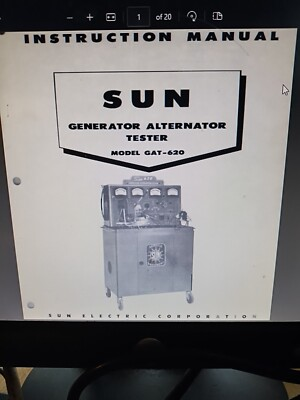 1 of 20
INSTRUCTION MANUAL
SUN
GENERATOR ALTERNATOR
TESTER
MODEL GAT-620
SUN ELECTRIC CORPORATION